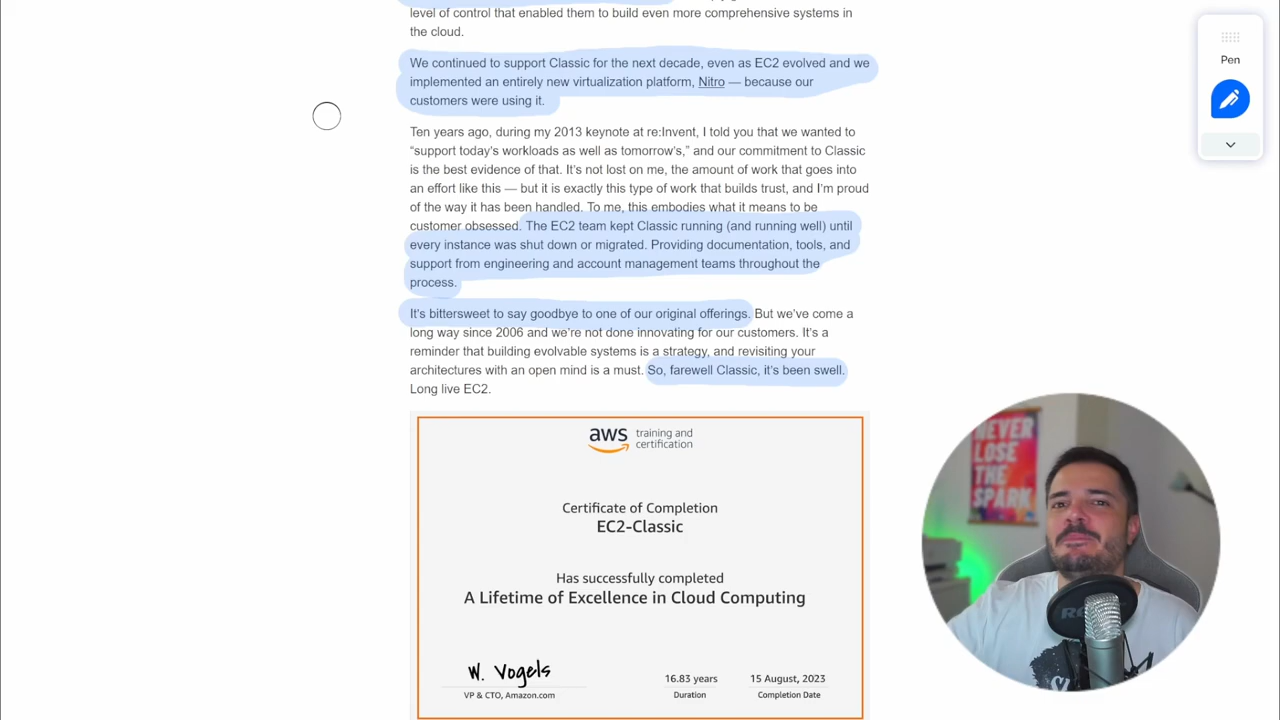 level of control that enabled them to build even more comprehensive systems in
the cloud.
We continued to support Classic for the next decade, even as EC2 evolved and we
implemented an entirely new virtualization platform, Nitro — because our
customers were using it.
Ten years ago, during my 2013 keynote at re:Invent, I told you that we wanted to
“support today’s workloads as well as tomorrow’s,” and our commitment to Classic
is the best evidence of that. It’s not lost on me, the amount of work that goes into
an effort like this — but it is exactly this type of work that builds trust, and I’m proud
of the way it has been handled. To me, this embodies what it means to be
customer obsessed. The EC2 team kept Classic running (and running well) until
every instance was shut down or migrated. Providing documentation, tools, and
support from engineering and account management teams throughout the
process.
It’s bittersweet to say goodbye to one of our original offerings. But we’ve come a
long way since 2006 and we’re not done innovating for our customers. It’s a
reminder that building evolvable systems is a strategy, and revisiting your
architectures with an open mind is a must. So, farewell Classic, it’s been swell.
Long live EC2.
aws training and
certification
Certificate of Completion
EC2-Classic
Has successfully completed
A Lifetime of Excellence in Cloud Computing
W. Vogels
VP & CTO, Amazon.com
16.83 years
Duration
15 August, 2023
Completion Date
Pen
NEVER
LOSE
THE
SPARK